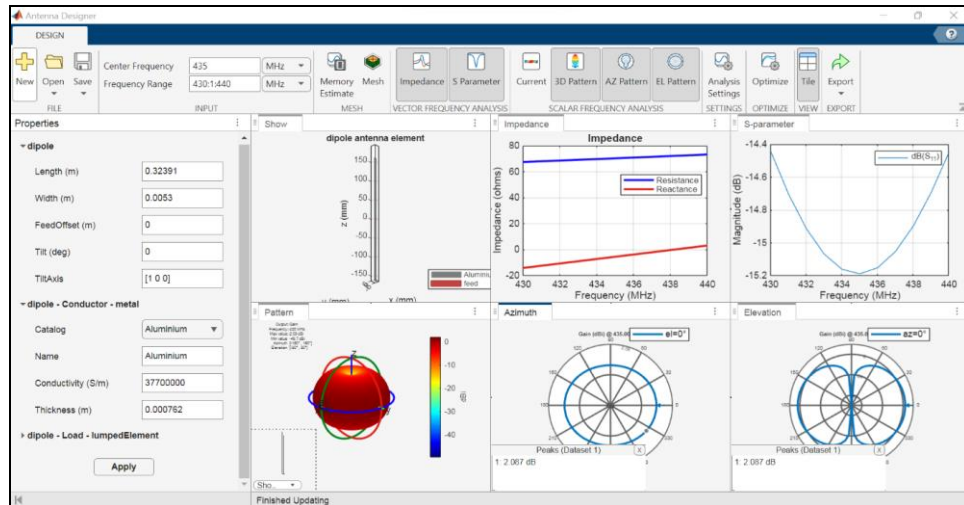 Antenna Designer
DESIGN
New
Open
Save
Center Frequency 435 MHz
Frequency Range 430:1:440 MHz
Memory Estimate
Mesh
Impedance
S Parameter
Current
3D Pattern
AZ Pattern
EL Pattern
Analysis Settings
Optimize
Tile
Export
FILE
INPUT
MESH
VECTOR FREQUENCY ANALYSIS
SCALAR FREQUENCY ANALYSIS
SETTINGS
OPTIMIZE
VIEW
EXPORT
Properties
dipole
Length (m) 0.32391
Width (m) 0.0053
FeedOffset (m) 0
Tilt (deg) 0
TiltAxis [1 0 0]
dipole - Conductor - metal
Catalog Aluminium
Name Aluminium
Conductivity (S/m) 37700000
Thickness (m) 0.000762
dipole - Load - lumpedElement
Apply
Show
dipole antenna element
z (mm)
150
100
50
0
-50
-100
-150
x (mm)
Aluminiu
feed
Impedance
Impedance
Impedance (ohms)
80
60
40
20
0
-20
Resistance
Reactance
430 432 434 436 438 440
Frequency (MHz)
S-parameter
Magnitude (dB)
-14.4
-14.6
-14.8
-15
-15.2
dB(S11)
430 432 434 436 438 440
Frequency (MHz)
Pattern
z
0
-10
-20
-30
-40
dBi
Sho..
Azimuth
el=0°
Peaks (Dataset 1) X
1: 2.087 dB
Elevation
az=0°
Peaks (Dataset 1) X
1: 2.087 dB
Finished Updating